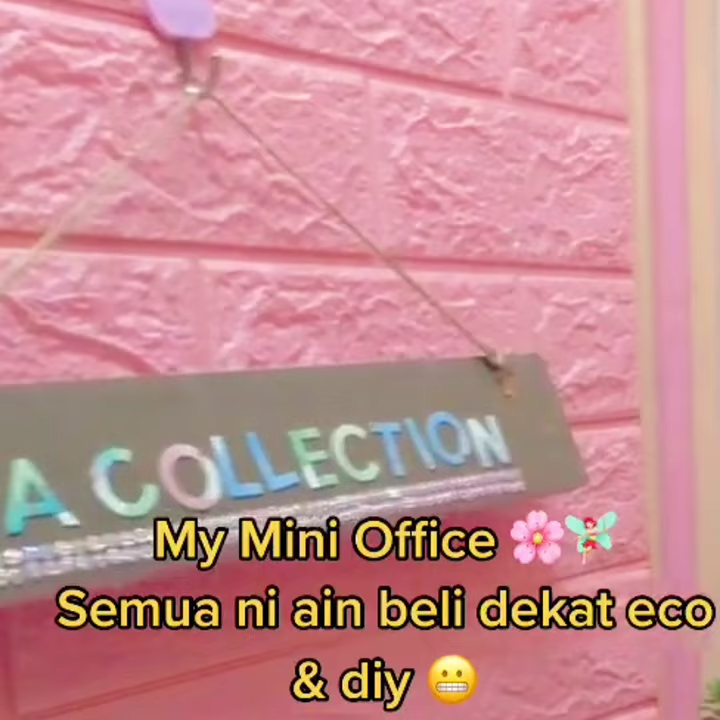 A COLLECTION
My Mini Office 🌸🧚
Semua ni ain beli dekat eco
& diy 😬